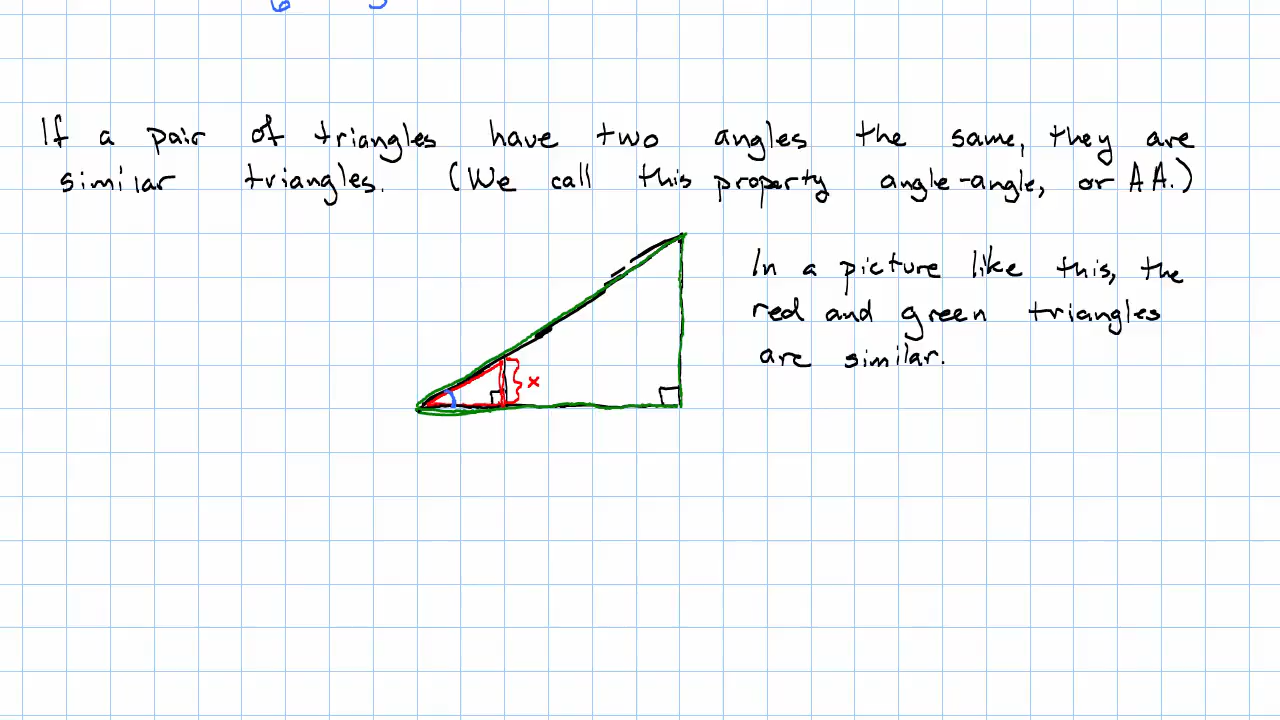 If a pair of triangles have two angles the same, they are
similar triangles. (We call this property angle-angle, or AA.)
In a picture like this, the
red and green triangles
are similar.
x